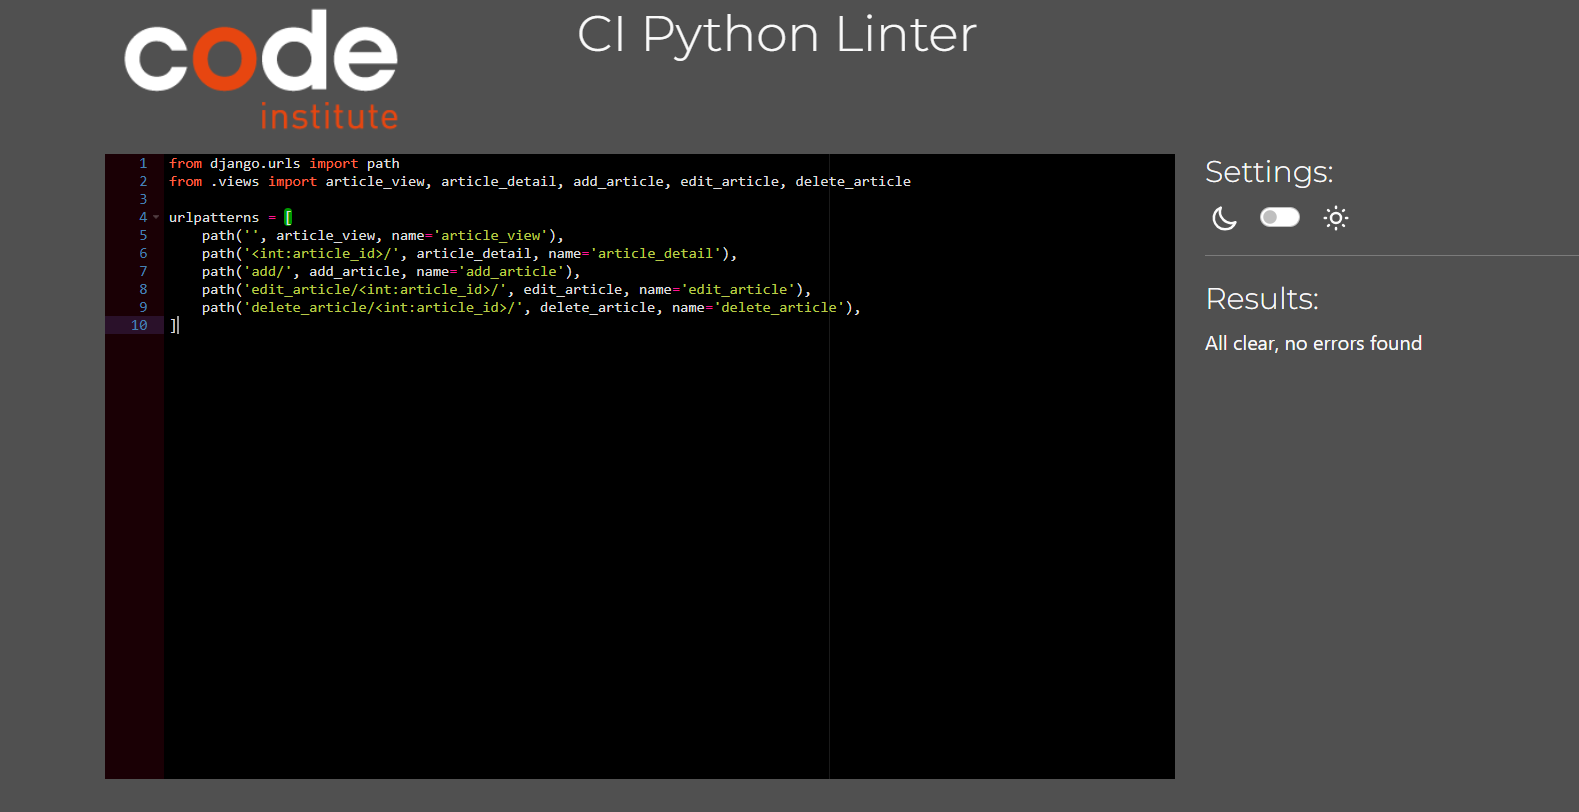 code
institute
CI Python Linter
1 from django.urls import path
2 from .views import article_view, article_detail, add_article, edit_article, delete_article
3
4 urlpatterns = [
5     path('', article_view, name='article_view'),
6     path('<int:article_id>/', article_detail, name='article_detail'),
7     path('add/', add_article, name='add_article'),
8     path('edit_article/<int:article_id>/', edit_article, name='edit_article'),
9     path('delete_article/<int:article_id>/', delete_article, name='delete_article'),
10 ]
Settings:
Results:
All clear, no errors found